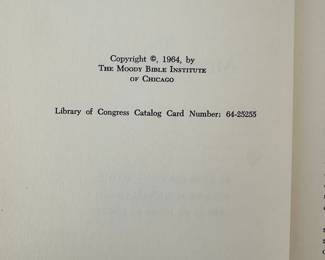 Copyright ©, 1964, by
The Moody Bible Institute
of Chicago
Library of Congress Catalog Card Number: 64-25255